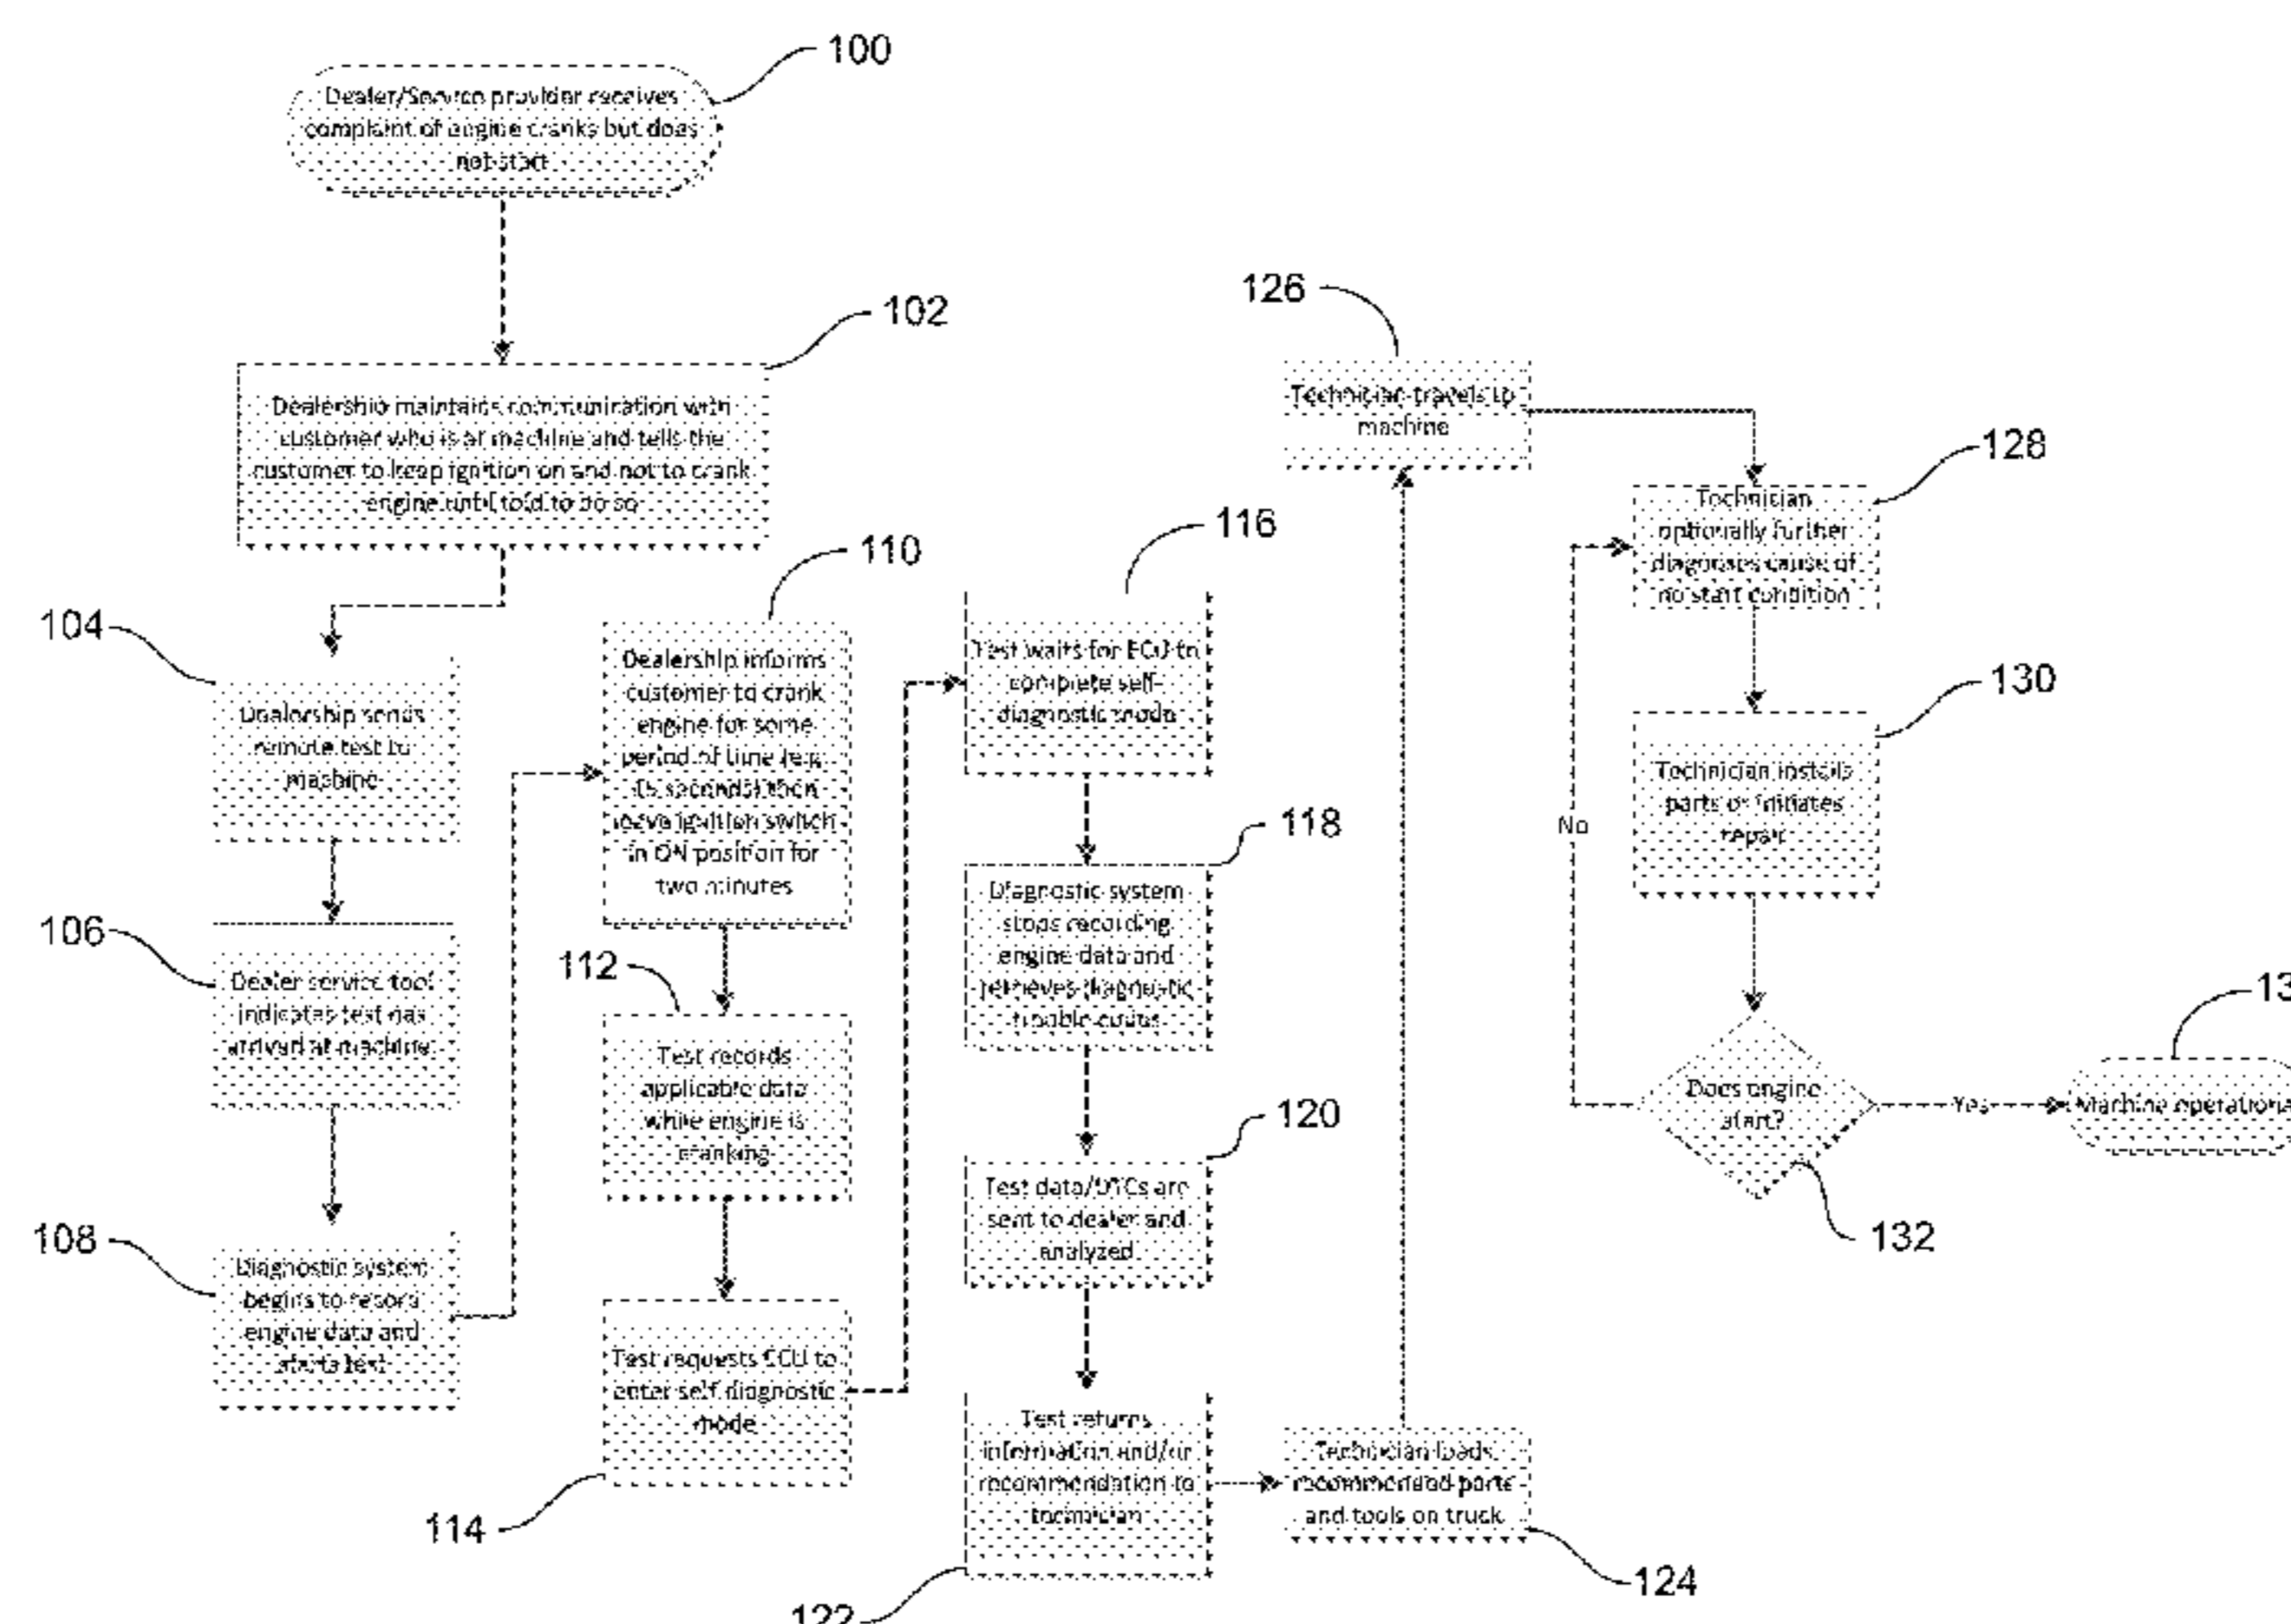 100
Dealer/Service provider receives
complaint of engine cranks but does
not start
102
Dealership maintains communication with
customer who is at machine and tells the
customer to keep ignition on and not to crank
engine until told to do so
104
Dealership sends
remote test to
machine
106
Dealer service tool
indicates test has
arrived at machine
108
Diagnostic system
begins to record
engine data and
starts test
110
Dealership informs
customer to crank
engine for some
period of time (e.g.
15 seconds) then
leave ignition switch
in ON position for
two minutes
112
Test records
applicable data
while engine is
cranking
Test requests ECU to
enter self diagnostic
mode
114
116
Test waits for ECU to
complete self-
diagnostic mode
118
Diagnostic system
stops recording
engine data and
retrieves diagnostic
trouble codes
120
Test data/DTCs are
sent to dealer and
analyzed
Test returns
information and/or
recommendation to
technician
122
Technician loads
recommended parts
and tools on truck
124
126
Technician travels to
machine
128
Technician
optionally further
diagnoses cause of
no start condition
130
Technician installs
parts or initiates
repair
No
Does engine
start?
132
Yes
13
Machine operationa